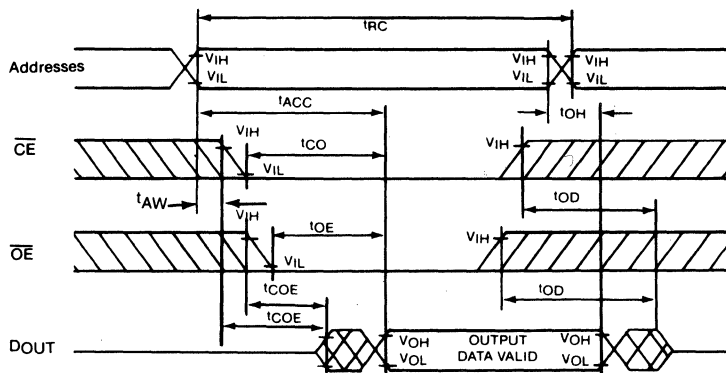 tRC
Addresses
VIH
VIL
VIH
VIL
VIH
VIL
tACC
tOH
CE
VIH
tCO
VIL
VIH
tAW
tOD
VIH
OE
tOE
VIL
VIH
tCOE
tOD
tCOE
DOUT
VOH
VOL
OUTPUT
DATA VALID
VOH
VOL